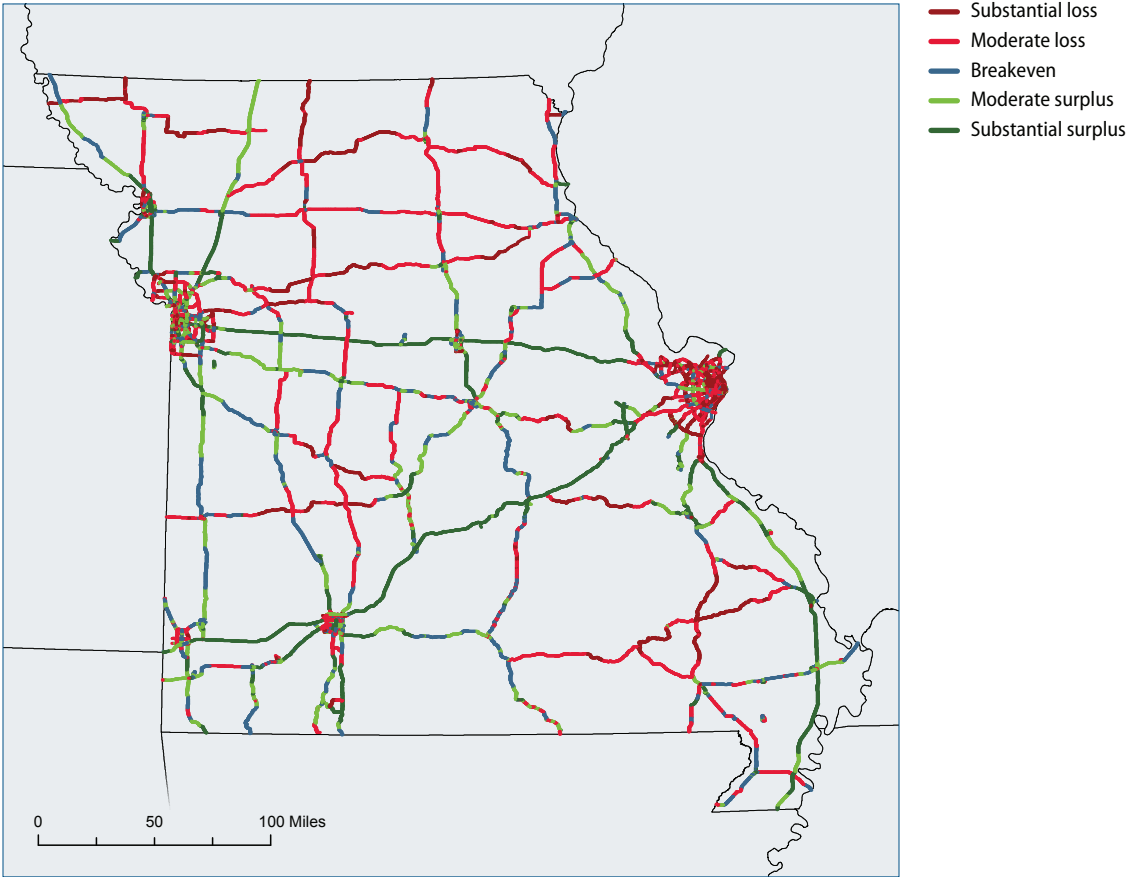 Substantial loss
Moderate loss
Breakeven
Moderate surplus
Substantial surplus
0 50 100 Miles